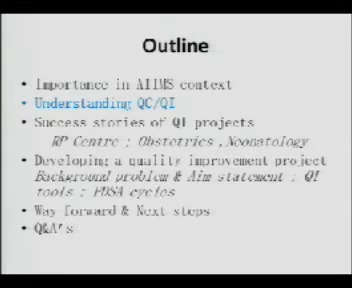 Outline
• Importance in AIIMS context
• Understanding QC/QI
• Success stories of QI projects
RP Centre ; Obstetrics ,Neonatology
• Developing a quality improvement project
Background problem & Aim statement ; QI
tools ; PDSA cycles
• Way forward & Next steps
• Q&A's